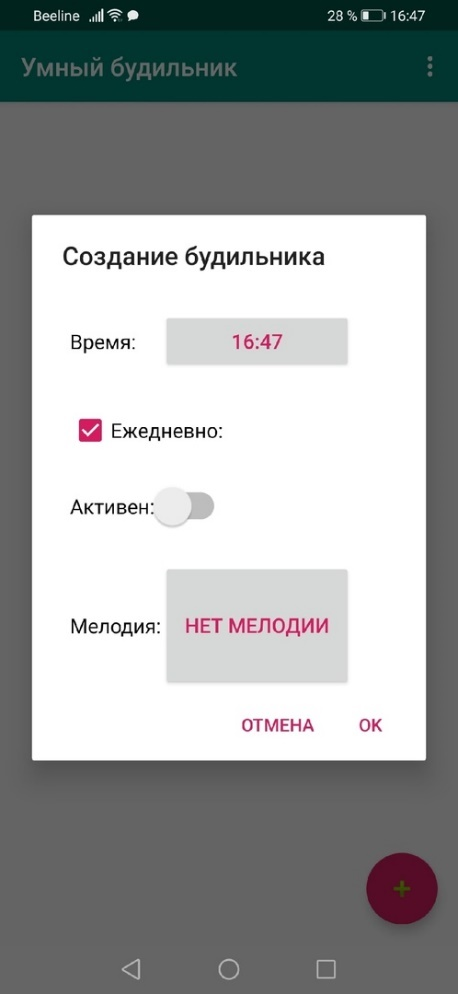 Beeline 28 % 16:47
Умный будильник
Создание будильника
Время: 16:47
Ежедневно:
Активен:
Мелодия: НЕТ МЕЛОДИИ
ОТМЕНА OK
+